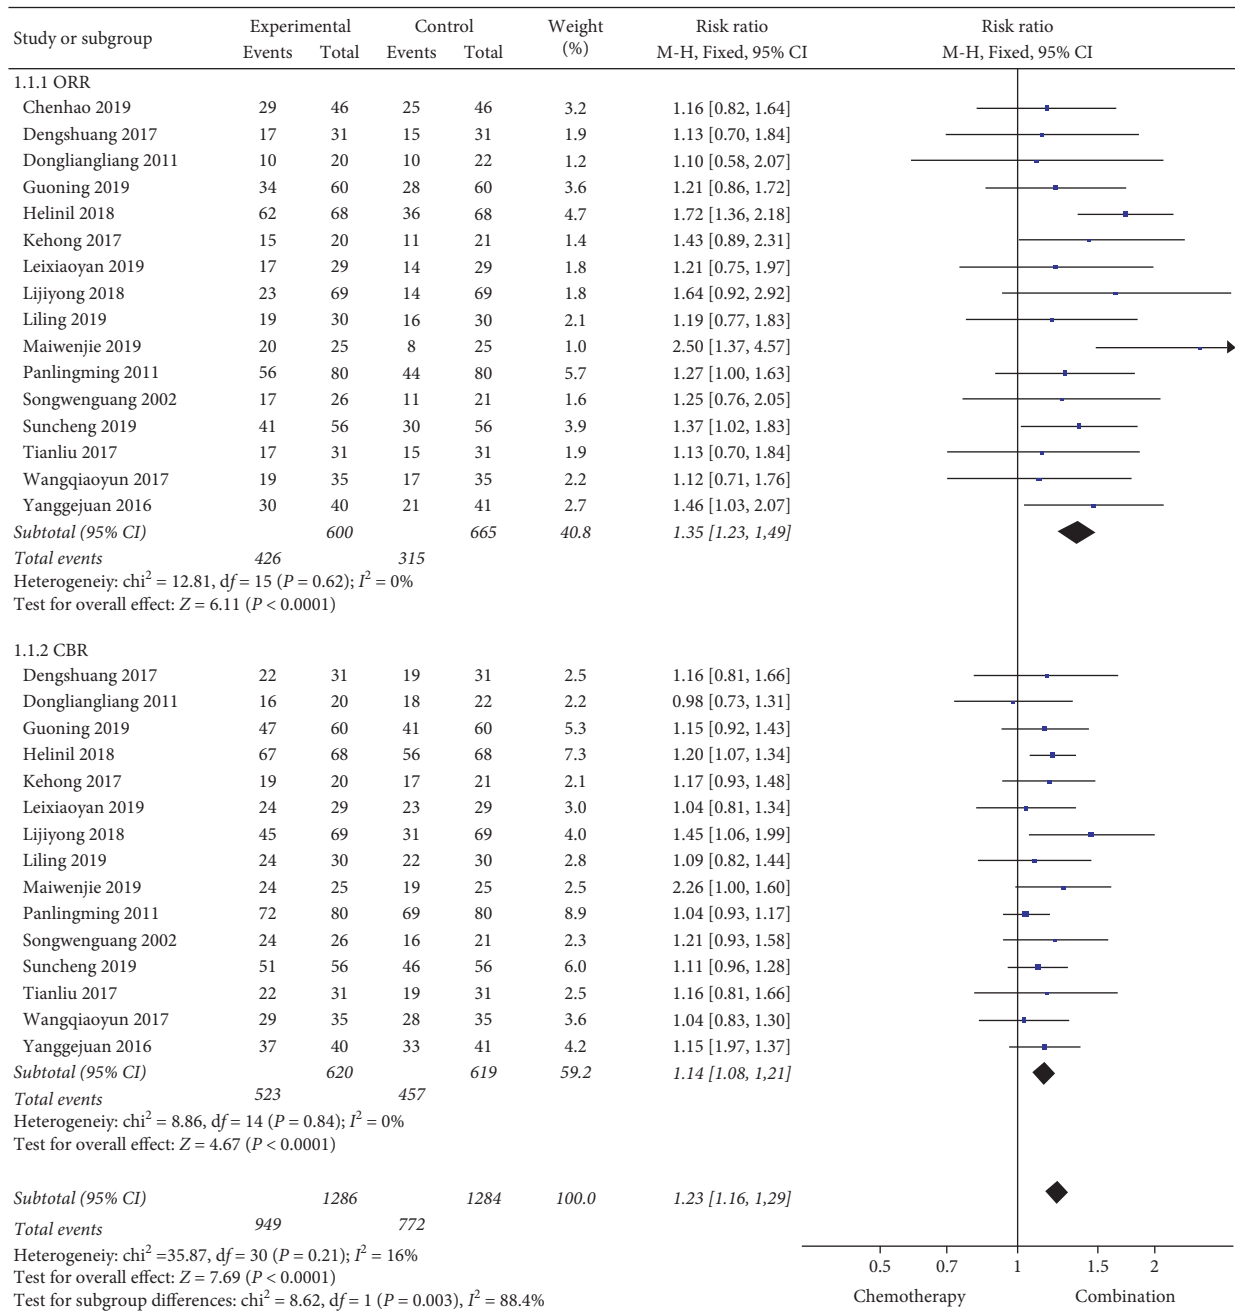 Study or subgroup Experimental Control Weight (%) Risk ratio Risk ratio
Events Total Events Total M-H, Fixed, 95% CI M-H, Fixed, 95% CI
1.1.1 ORR
Chenhao 2019 29 46 25 46 3.2 1.16 [0.82, 1.64]
Dengshuang 2017 17 31 15 31 1.9 1.13 [0.70, 1.84]
Dongliangliang 2011 10 20 10 22 1.2 1.10 [0.58, 2.07]
Guoning 2019 34 60 28 60 3.6 1.21 [0.86, 1.72]
Helinil 2018 62 68 36 68 4.7 1.72 [1.36, 2.18]
Kehong 2017 15 20 11 21 1.4 1.43 [0.89, 2.31]
Leixiaoyan 2019 17 29 14 29 1.8 1.21 [0.75, 1.97]
Lijiyong 2018 23 69 14 69 1.8 1.64 [0.92, 2.92]
Liling 2019 19 30 16 30 2.1 1.19 [0.77, 1.83]
Maiwenjie 2019 20 25 8 25 1.0 2.50 [1.37, 4.57]
Panlingming 2011 56 80 44 80 5.7 1.27 [1.00, 1.63]
Songwenguang 2002 17 26 11 21 1.6 1.25 [0.76, 2.05]
Suncheng 2019 41 56 30 56 3.9 1.37 [1.02, 1.83]
Tianliu 2017 17 31 15 31 1.9 1.13 [0.70, 1.84]
Wangqiaoyun 2017 19 35 17 35 2.2 1.12 [0.71, 1.76]
Yanggejuan 2016 30 40 21 41 2.7 1.46 [1.03, 2.07]
Subtotal (95% CI) 600 665 40.8 1.35 [1.23, 1,49]
Total events 426 315
Heterogeneiy: chi² = 12.81, df = 15 (P = 0.62); I² = 0%
Test for overall effect: Z = 6.11 (P < 0.0001)
1.1.2 CBR
Dengshuang 2017 22 31 19 31 2.5 1.16 [0.81, 1.66]
Dongliangliang 2011 16 20 18 22 2.2 0.98 [0.73, 1.31]
Guoning 2019 47 60 41 60 5.3 1.15 [0.92, 1.43]
Helinil 2018 67 68 56 68 7.3 1.20 [1.07, 1.34]
Kehong 2017 19 20 17 21 2.1 1.17 [0.93, 1.48]
Leixiaoyan 2019 24 29 23 29 3.0 1.04 [0.81, 1.34]
Lijiyong 2018 45 69 31 69 4.0 1.45 [1.06, 1.99]
Liling 2019 24 30 22 30 2.8 1.09 [0.82, 1.44]
Maiwenjie 2019 24 25 19 25 2.5 2.26 [1.00, 1.60]
Panlingming 2011 72 80 69 80 8.9 1.04 [0.93, 1.17]
Songwenguang 2002 24 26 16 21 2.3 1.21 [0.93, 1.58]
Suncheng 2019 51 56 46 56 6.0 1.11 [0.96, 1.28]
Tianliu 2017 22 31 19 31 2.5 1.16 [0.81, 1.66]
Wangqiaoyun 2017 29 35 28 35 3.6 1.04 [0.83, 1.30]
Yanggejuan 2016 37 40 33 41 4.2 1.15 [1.97, 1.37]
Subtotal (95% CI) 620 619 59.2 1.14 [1.08, 1,21]
Total events 523 457
Heterogeneiy: chi² = 8.86, df = 14 (P = 0.84); I² = 0%
Test for overall effect: Z = 4.67 (P < 0.0001)
Subtotal (95% CI) 1286 1284 100.0 1.23 [1.16, 1,29]
Total events 949 772
Heterogeneiy: chi² =35.87, df = 30 (P = 0.21); I² = 16%
Test for overall effect: Z = 7.69 (P < 0.0001)
Test for subgroup differences: chi² = 8.62, df = 1 (P = 0.003), I² = 88.4%
0.5 0.7 1 1.5 2
Chemotherapy Combination